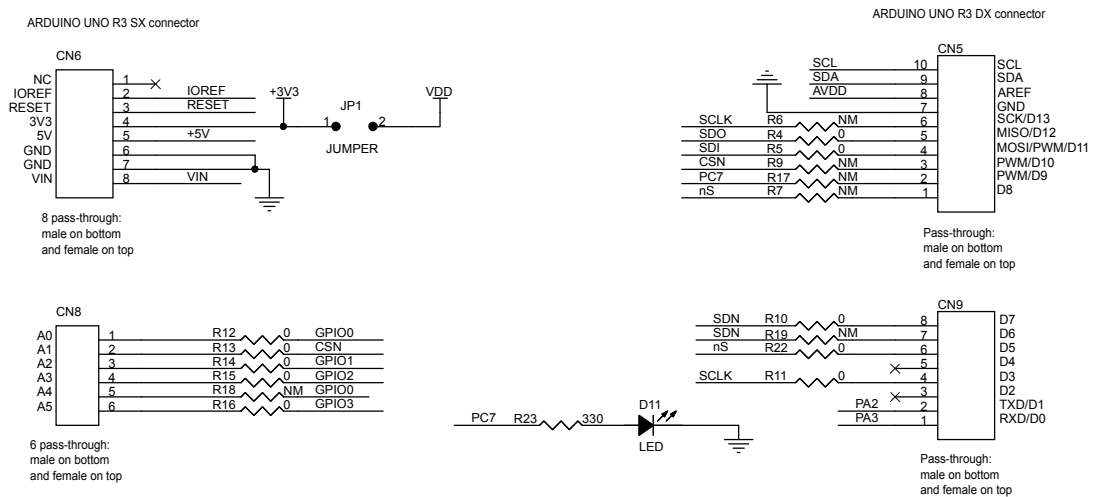 ARDUINO UNO R3 SX connector
CN6
NC 1
IOREF 2 IOREF
RESET 3 RESET
3V3 4
5V 5 +5V
GND 6
GND 7
VIN 8 VIN
+3V3
JP1
1 2
JUMPER
VDD
8 pass-through:
male on bottom
and female on top
ARDUINO UNO R3 DX connector
CN5
SCL 10 SCL
SDA 9 SDA
AVDD 8 AREF
7 GND
SCLK R6 NM 6 SCK/D13
SDO R4 0 5 MISO/D12
SDI R5 0 4 MOSI/PWM/D11
CSN R9 NM 3 PWM/D10
PC7 R17 NM 2 PWM/D9
nS R7 NM 1 D8
Pass-through:
male on bottom
and female on top
CN8
A0 1 R12 0 GPIO0
A1 2 R13 0 CSN
A2 3 R14 0 GPIO1
A3 4 R15 0 GPIO2
A4 5 R18 NM GPIO0
A5 6 R16 0 GPIO3
6 pass-through:
male on bottom
and female on top
PC7 R23 330
D11
LED
CN9
SDN R10 0 8 D7
SDN R19 NM 7 D6
nS R22 0 6 D5
5 D4
SCLK R11 0 4 D3
3 D2
PA2 2 TXD/D1
PA3 1 RXD/D0
Pass-through:
male on bottom
and female on top